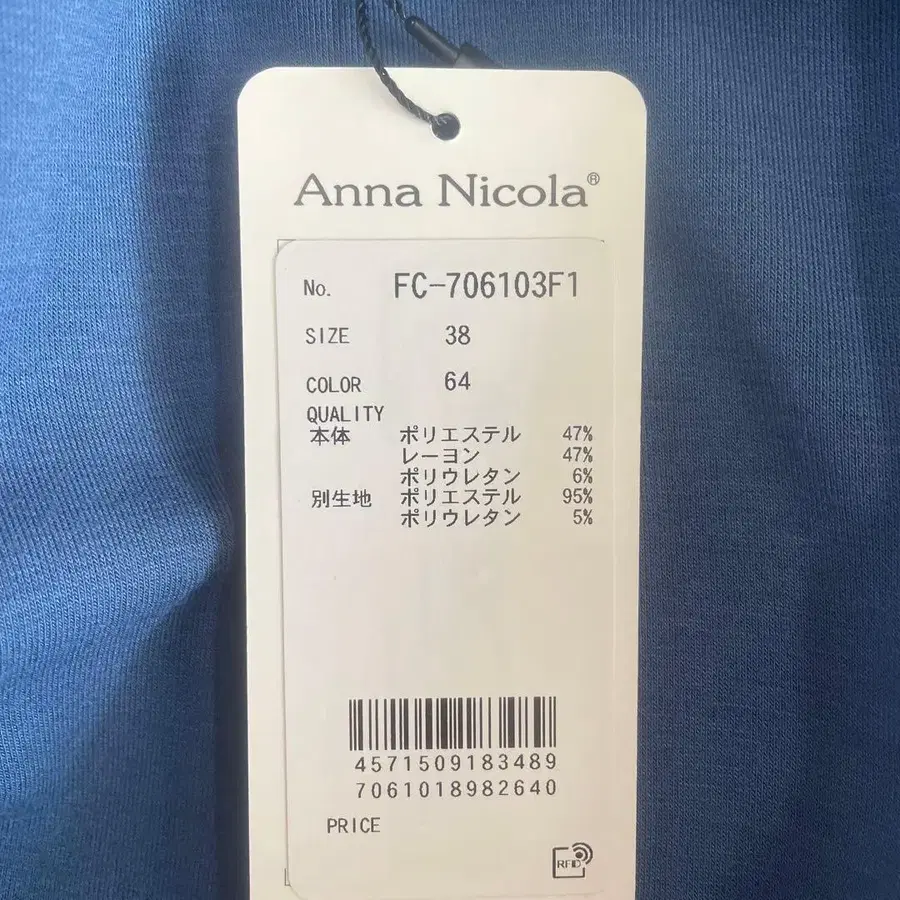 Anna Nicola®
No. FC-706103F1
SIZE 38
COLOR 64
QUALITY
本体 ポリエステル 47%
レーヨン 47%
ポリウレタン 6%
別生地 ポリエステル 95%
ポリウレタン 5%
4571509183489
7061018982640
PRICE
RFID